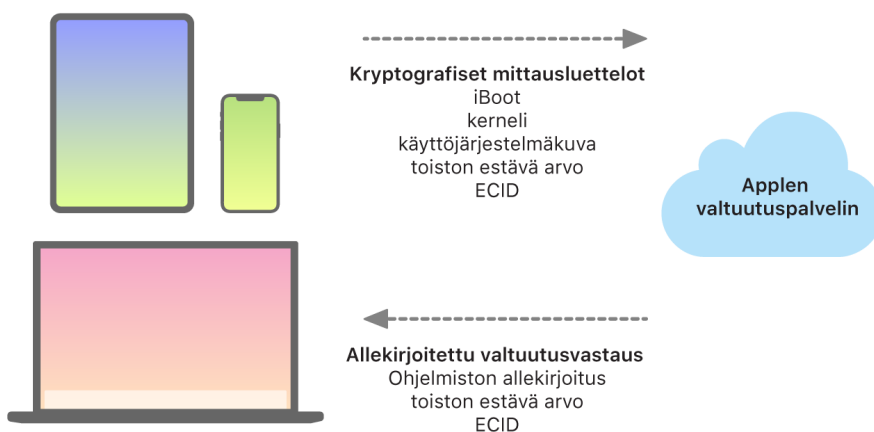 Kryptografiset mittausluettelot
iBoot
kerneli
käyttöjärjestelmäkuva
toiston estävä arvo
ECID
Applen
valtuutuspalvelin
Allekirjoitettu valtuutusvastaus
Ohjelmiston allekirjoitus
toiston estävä arvo
ECID